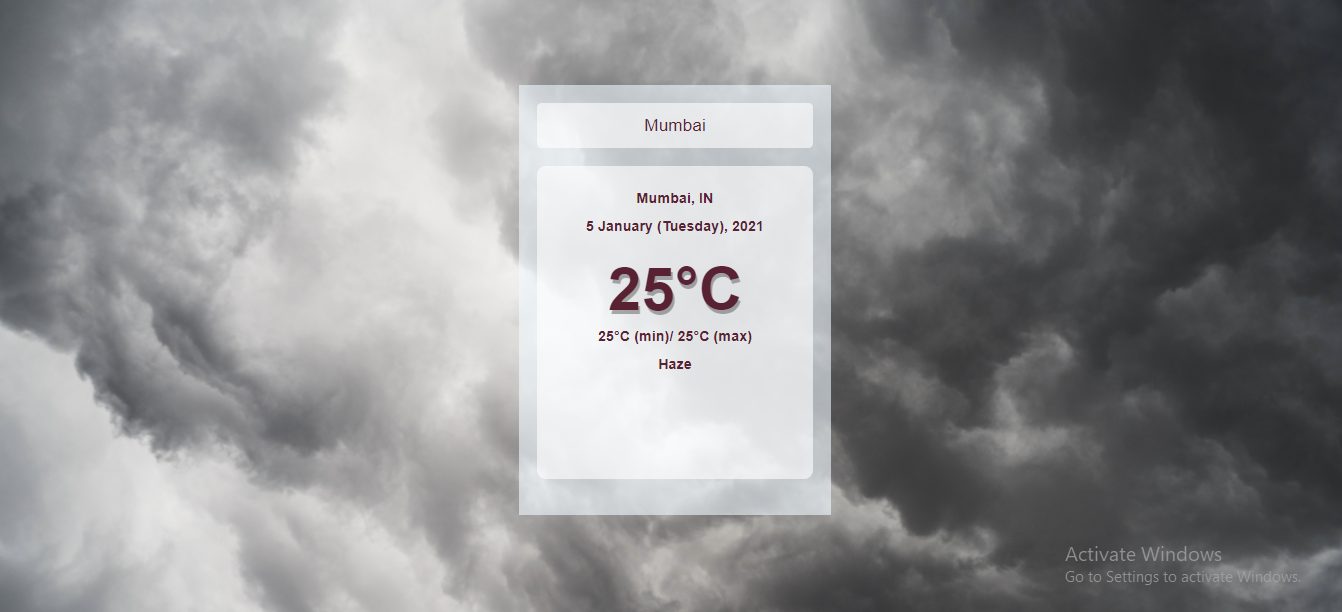 Mumbai
Mumbai, IN
5 January (Tuesday), 2021
25°C
25°C (min)/ 25°C (max)
Haze
Activate Windows
Go to Settings to activate Windows.